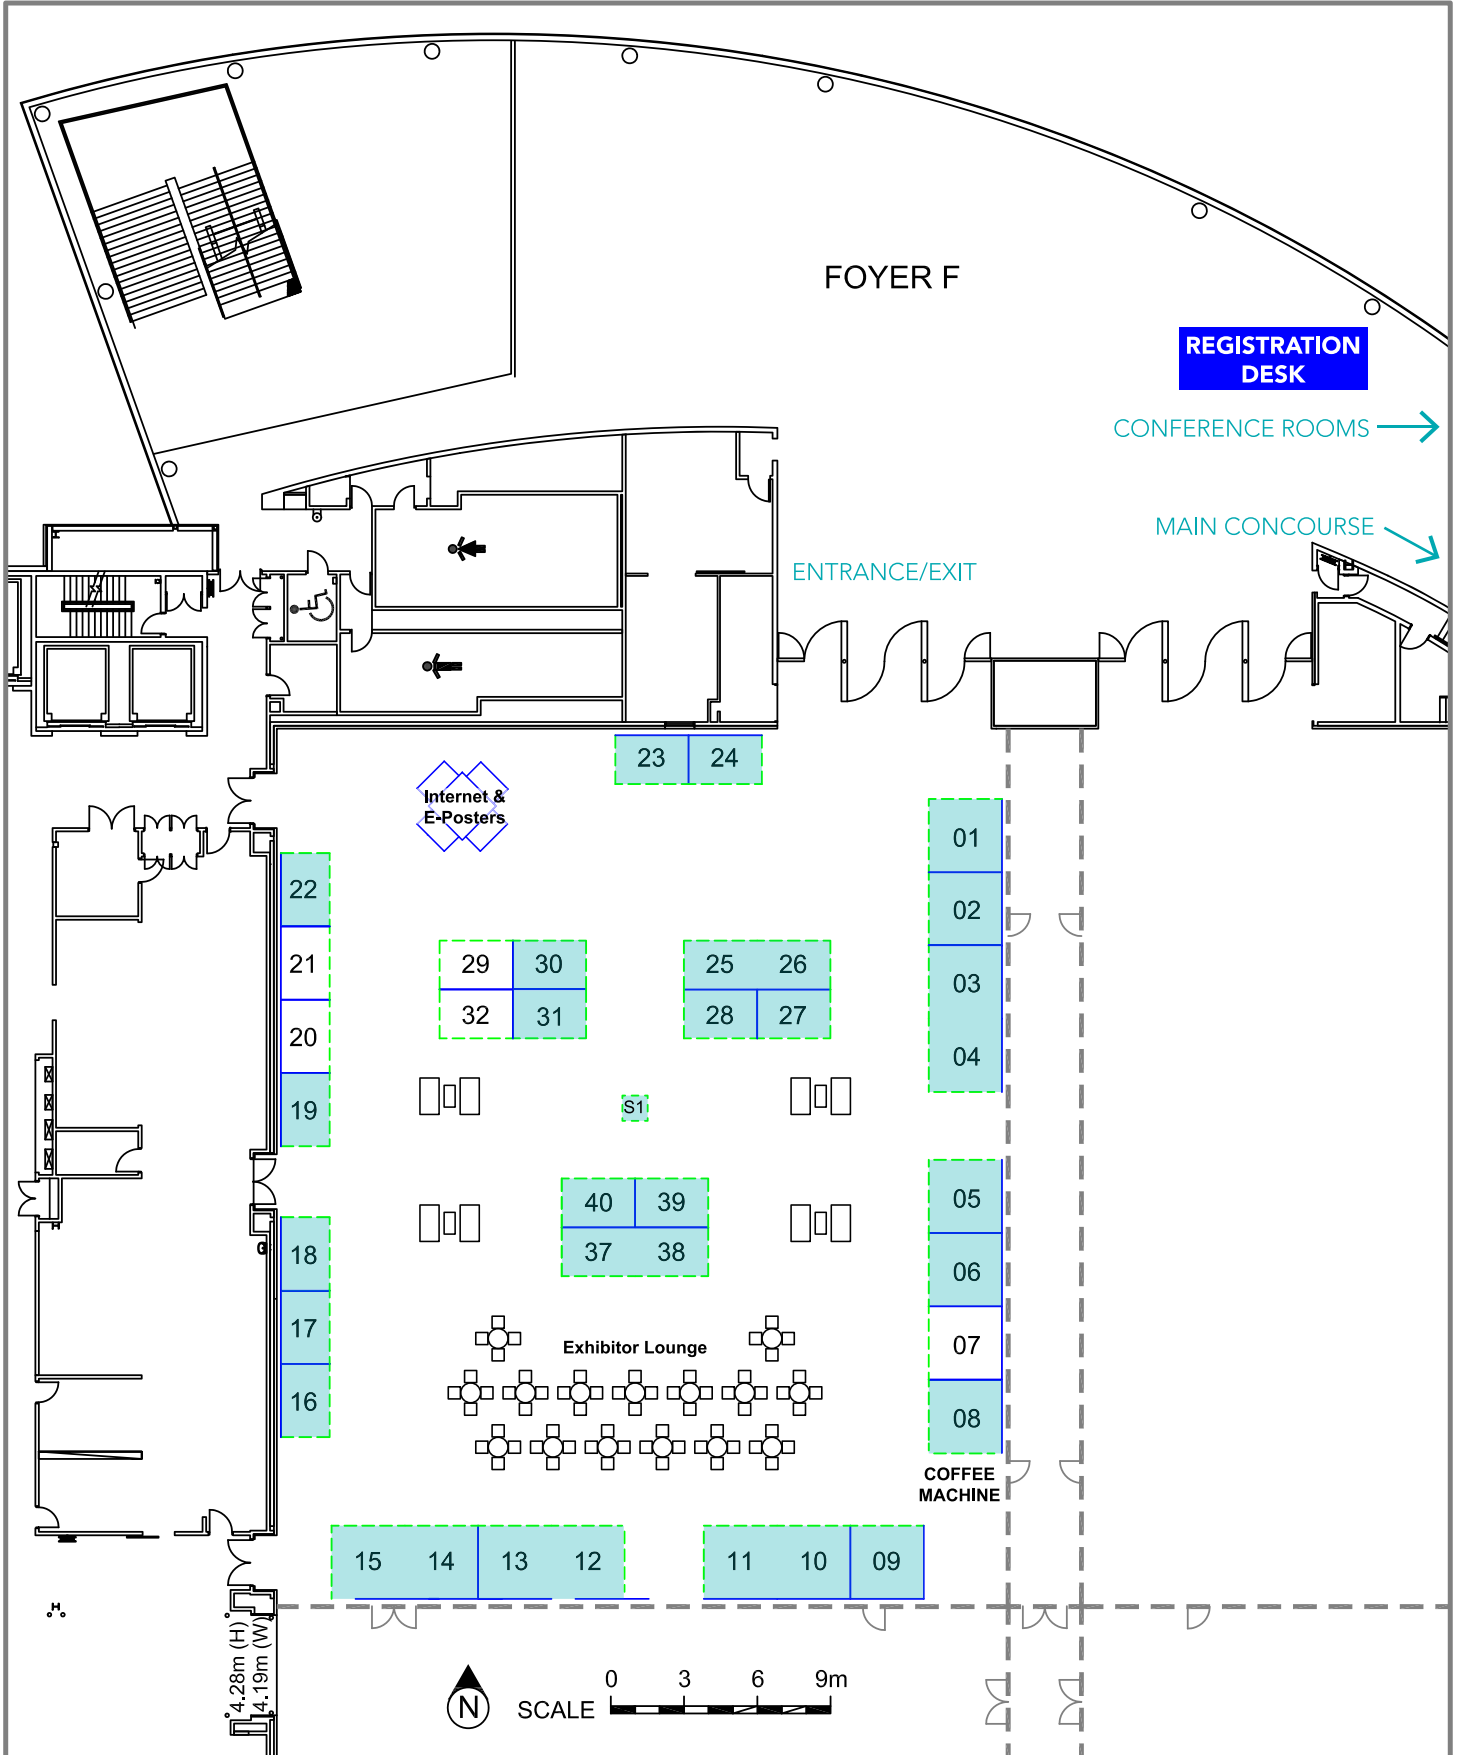 FOYER F
REGISTRATION
DESK
CONFERENCE ROOMS
MAIN CONCOURSE
ENTRANCE/EXIT
23 24
Internet &
E-Posters
01
22
02
21
29 30
25 26
03
32 31
28 27
20
04
19
S1
05
40 39
18
37 38
06
17
Exhibitor Lounge
07
16
08
COFFEE
MACHINE
15 14 13 12
11 10 09
H
4.28m (H)
4.19m (W)
N
SCALE
0 3 6 9m